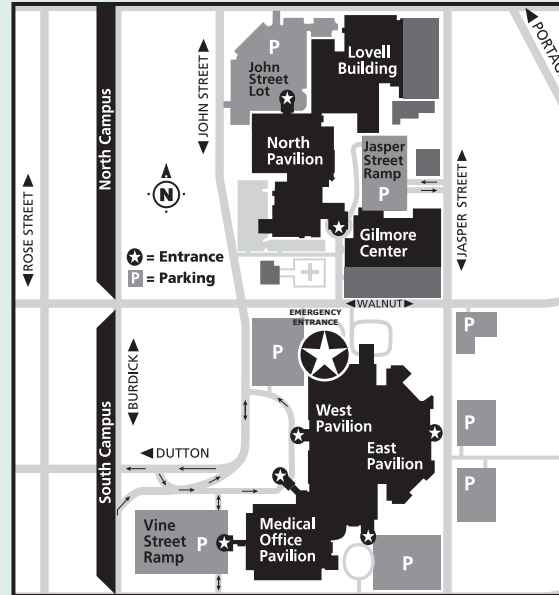 PORTAG
P
John
Street
Lot
Lovell
Building
JOHN STREET
North Campus
North
Pavilion
Jasper
Street
Ramp
P
ROSE STREET
N
JASPER STREET
Gilmore
Center
= Entrance
P = Parking
WALNUT
EMERGENCY
ENTRANCE
P
P
BURDICK
West
Pavilion
P
East
Pavilion
South Campus
DUTTON
P
Vine
Street
Ramp
P
Medical
Office
Pavilion
P